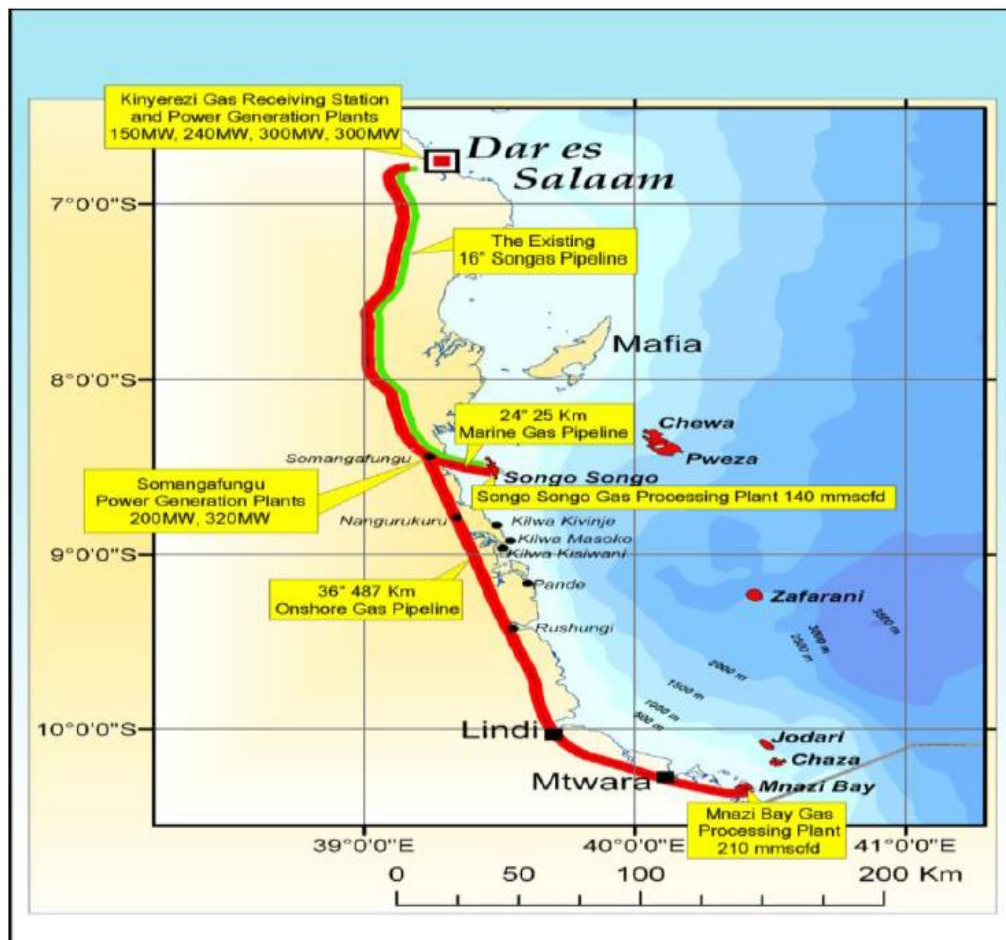 Kinyerezi Gas Receiving Station
and Power Generation Plants
150MW, 240MW, 300MW, 300MW
Dar es
Salaam
7°0'0"S
The Existing
16" Songas Pipeline
Mafia
8°0'0"S
24" 25 Km
Marine Gas Pipeline
Chewa
Pweza
Somangafungu
Songo Songo
Somangafungu
Power Generation Plants
200MW, 320MW
Songo Songo Gas Processing Plant 140 mmscfd
Nangurukuru
Kilwa Kivinje
Kilwa Masoko
Kilwa Kisiwani
9°0'0"S
36" 487 Km
Onshore Gas Pipeline
Pande
Zafarani
Rushungi
3500 m
3000 m
2500 m
2000 m
1500 m
1000 m
500 m
10°0'0"S
Lindi
Jodari
Chaza
Mtwara
Mnazi Bay
Mnazi Bay Gas
Processing Plant
210 mmscfd
39°0'0"E
40°0'0"E
41°0'0"E
0
50
100
200 Km